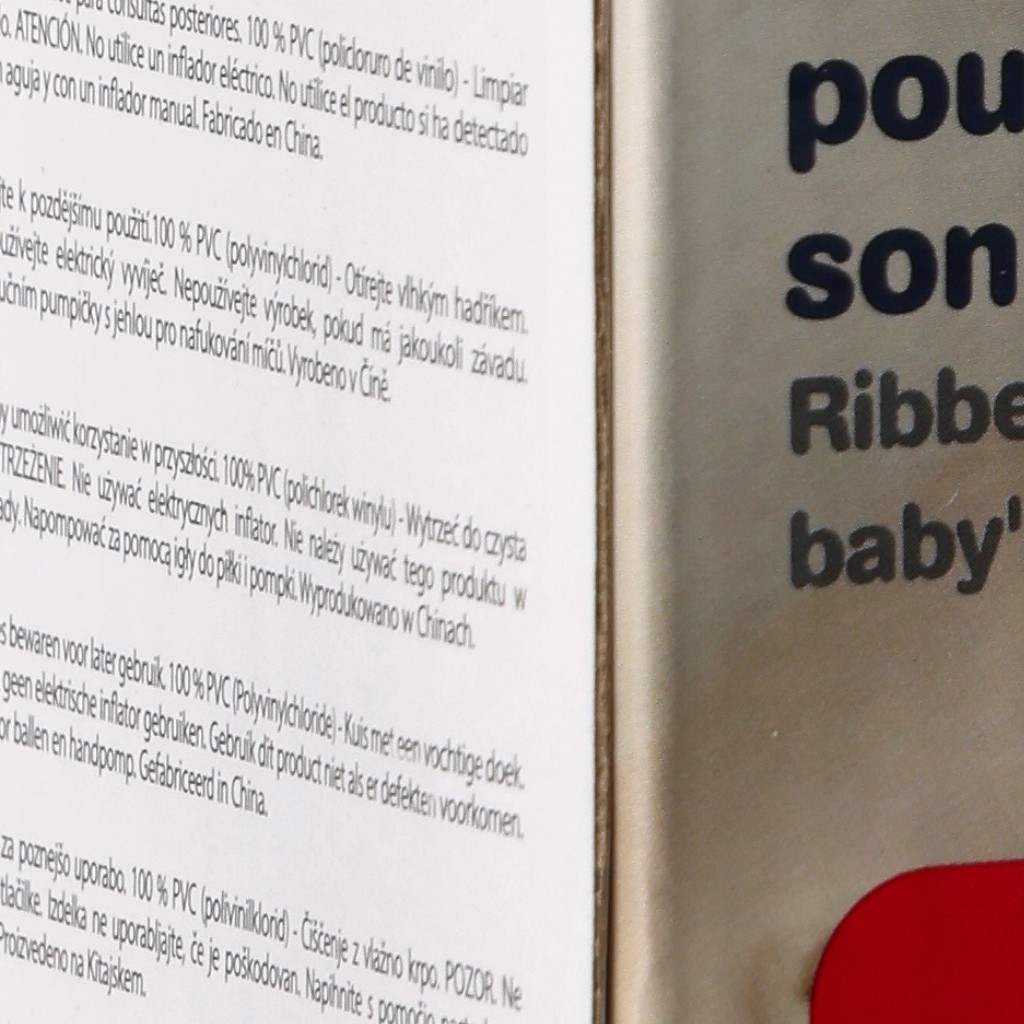 para consultas posteriores. 100 % PVC (policloruro de vinilo) - Limpiar
ATENCIÓN. No utilice un inflador eléctrico. No utilice el producto si ha detectado
aguja y con un inflador manual. Fabricado en China.
k pozdějšímu použití.100 % PVC (polyvinylchlorid) - Otírejte vlhkým hadříkem.
elektrický vyvíječ. Nepoužívejte výrobek, pokud má jakoukoli závadu.
pumpičky s jehlou pro nafukování míčů. Vyrobeno v Číně.
umożliwić korzystanie w przyszłości. 100% PVC (polichlorek winylu) - Wytrzeć do czysta
TRZEŻENIE. Nie używać elektrycznych inflator. Nie należy używać tego produktu w
ady. Napompować za pomocą igły do piłki i pompki. Wyprodukowano w Chinach.
bewaren voor later gebruik. 100 % PVC (Polyvinylchloride) - Kuis met een vochtige doek.
geen elektrische inflator gebruiken. Gebruik dit product niet als er defekten voorkomen.
or ballen en handpomp. Gefabriceerd in China.
za poznejšo uporabo. 100 % PVC (polivinilklorid) - Čiščenje z vlažno krpo. POZOR. Ne
tlačilke. Izdelka ne uporabljajte, če je poškodovan. Napihnite s pomočjo
Proizvedeno na Kitajskem.
pou
son
Ribbe
baby'